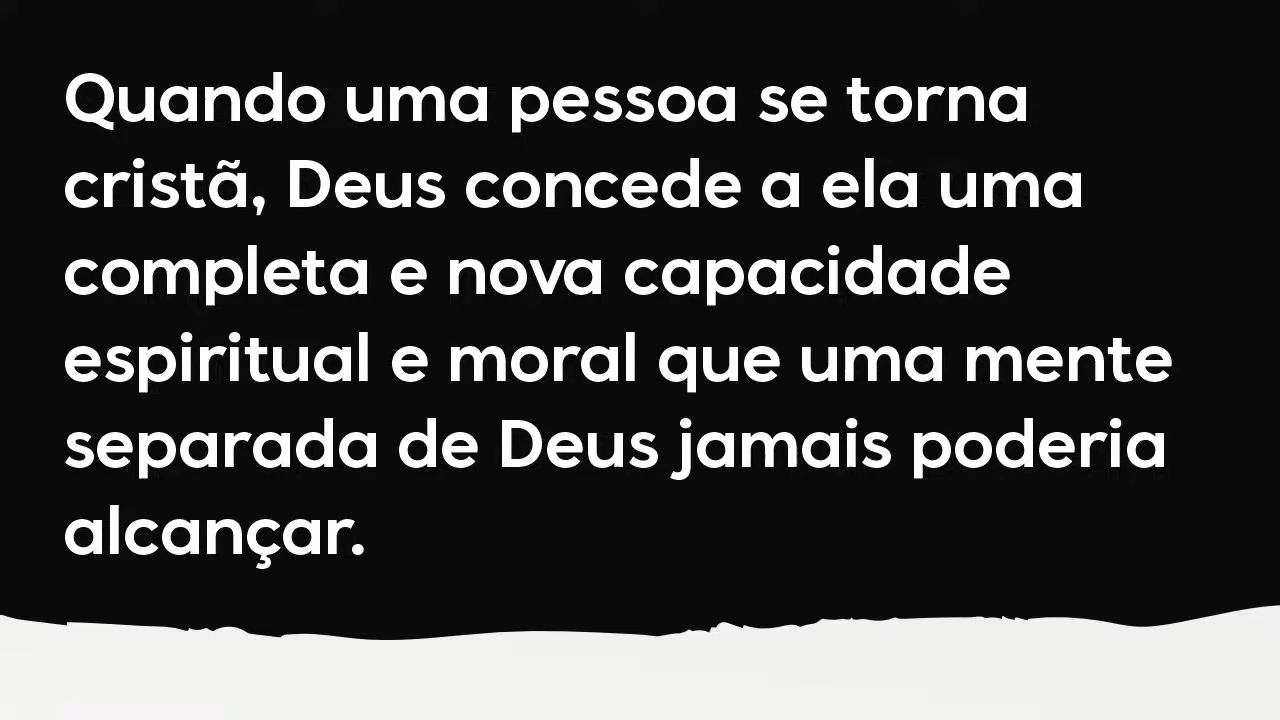 Quando uma pessoa se torna
cristã, Deus concede a ela uma
completa e nova capacidade
espiritual e moral que uma mente
separada de Deus jamais poderia
alcançar.